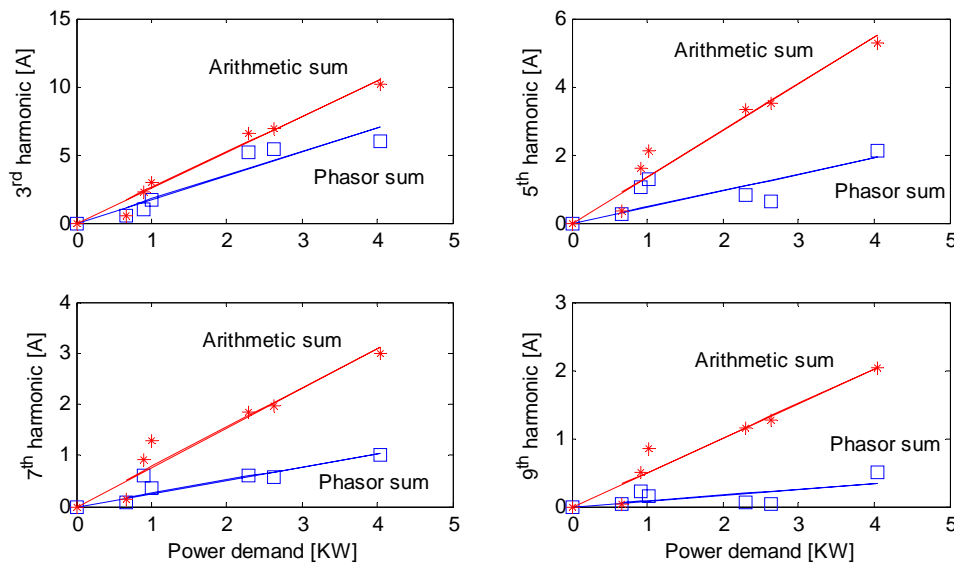 15
10
5
0
3rd harmonic [A]
Arithmetic sum
Phasor sum
0 1 2 3 4 5
6
4
2
0
5th harmonic [A]
Arithmetic sum
Phasor sum
0 1 2 3 4 5
4
3
2
1
0
7th harmonic [A]
Arithmetic sum
Phasor sum
0 1 2 3 4 5
Power demand [KW]
3
2
1
0
9th harmonic [A]
Arithmetic sum
Phasor sum
0 1 2 3 4 5
Power demand [KW]